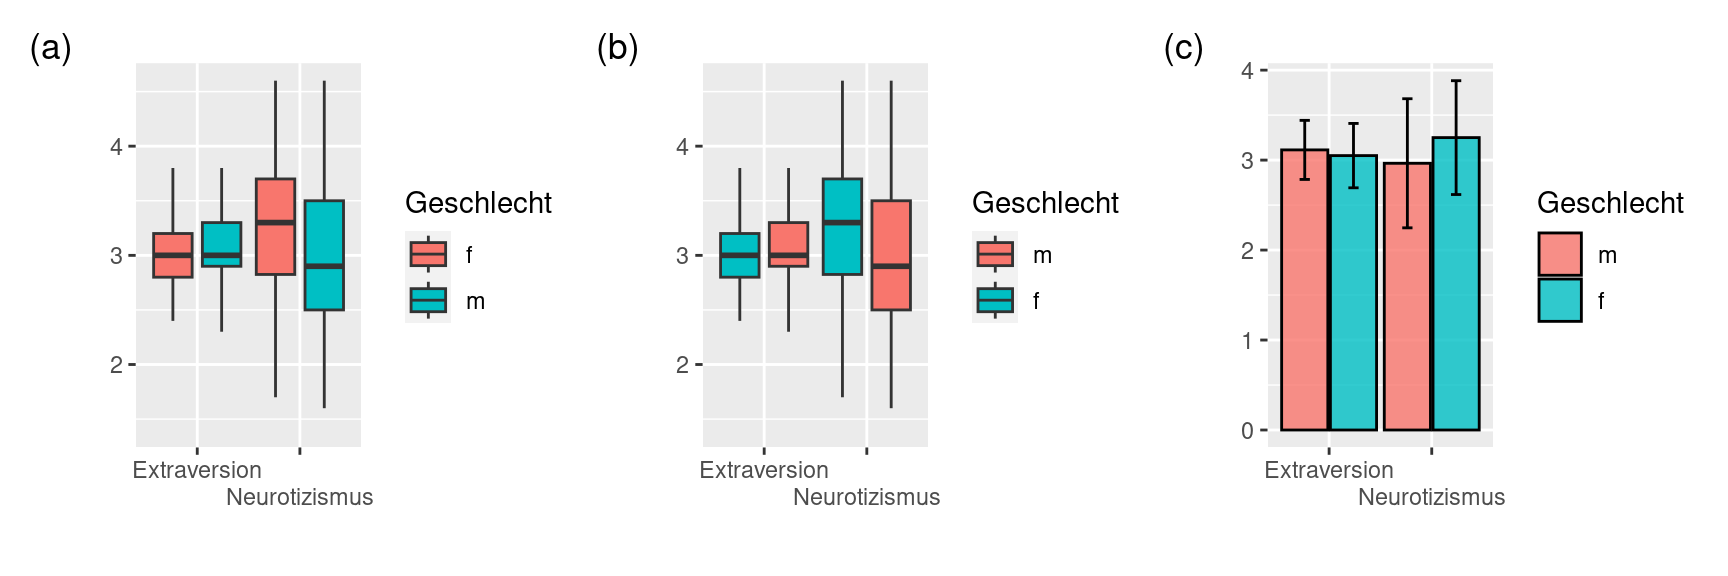 (a)
4
3
2
Extraversion
Neurotizismus
Geschlecht
f
m
(b)
4
3
2
Extraversion
Neurotizismus
Geschlecht
m
f
(c)
4
3
2
1
0
Extraversion
Neurotizismus
Geschlecht
m
f